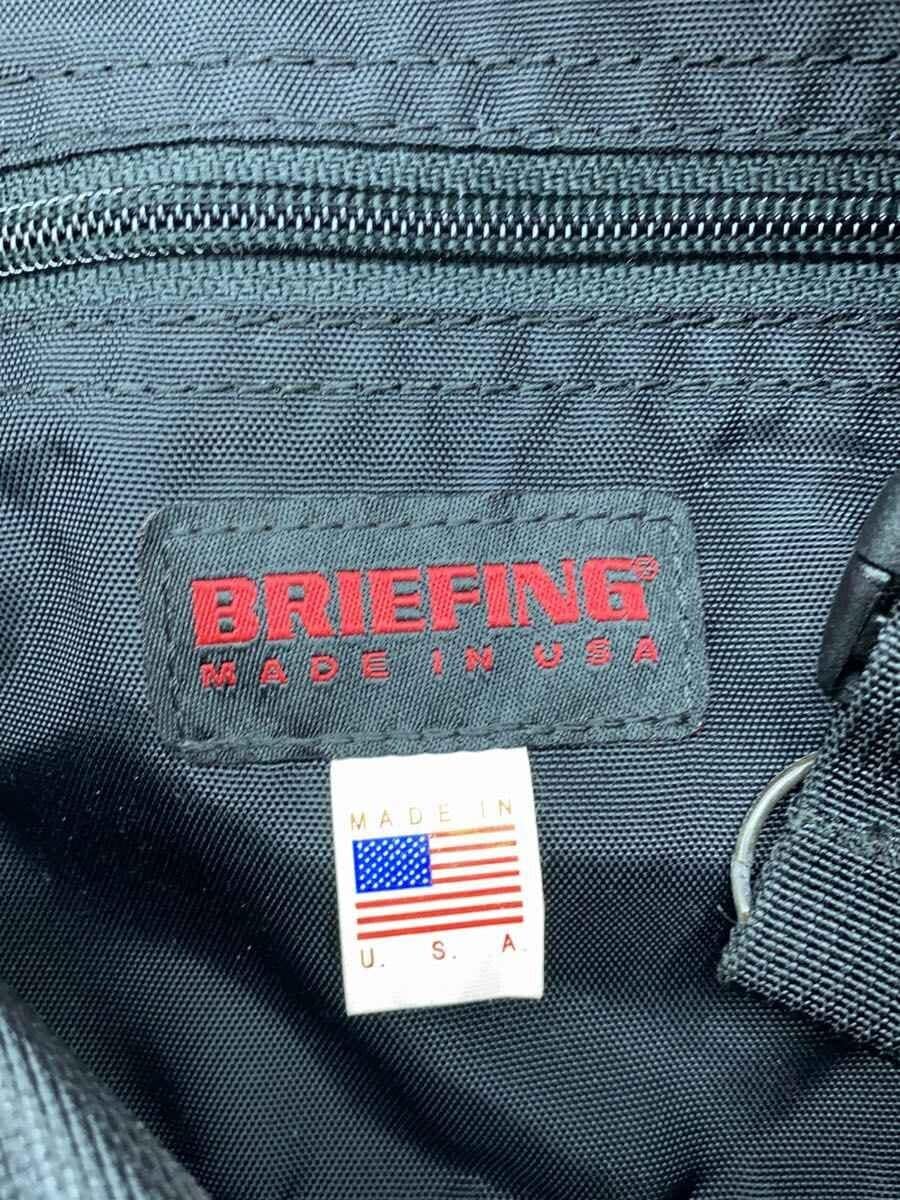 BRIEFING®
MADE IN USA
MADE IN
U. S. A.